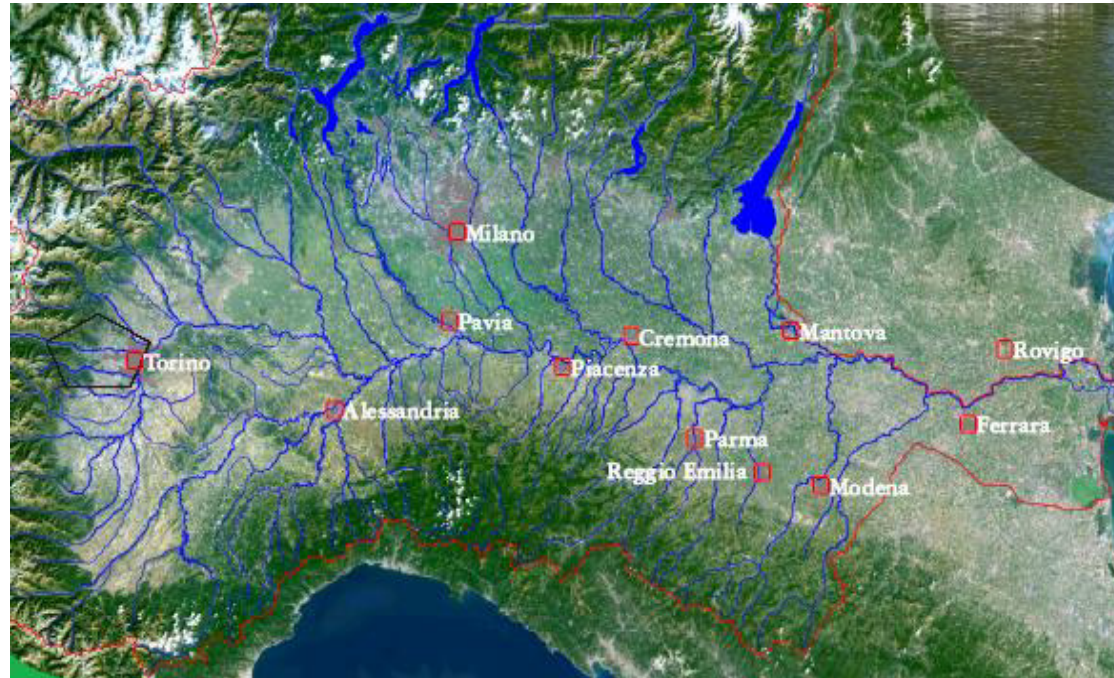 Milano
Pavia
Cremona
Mantova
Rovigo
Torino
Piacenza
Alessandria
Ferrara
Parma
Reggio Emilia
Modena